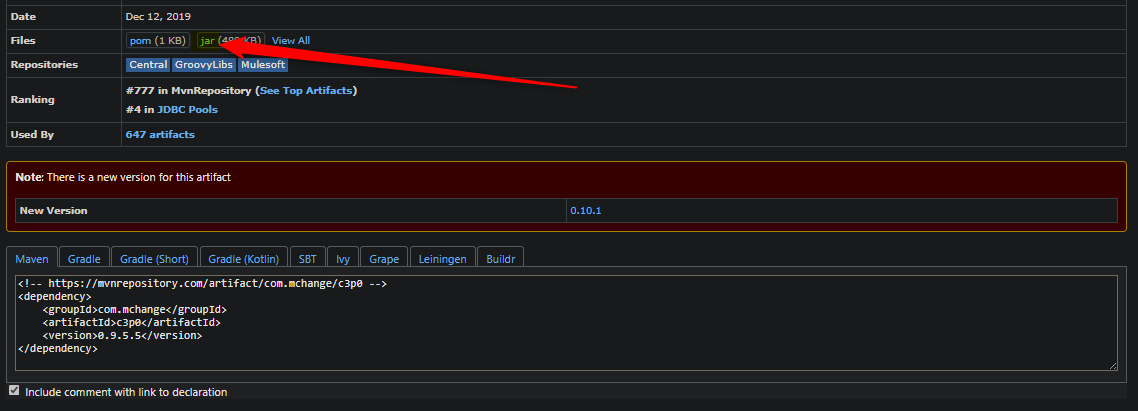 Date Dec 12, 2019
Files pom (1 KB) jar (489 KB) View All
Repositories Central GroovyLibs Mulesoft
Ranking
#777 in MvnRepository (See Top Artifacts)
#4 in JDBC Pools
Used By 647 artifacts
Note: There is a new version for this artifact
New Version 0.10.1
Maven Gradle Gradle (Short) Gradle (Kotlin) SBT Ivy Grape Leiningen Buildr
<!-- https://mvnrepository.com/artifact/com.mchange/c3p0 -->
<dependency>
    <groupId>com.mchange</groupId>
    <artifactId>c3p0</artifactId>
    <version>0.9.5.5</version>
</dependency>
Include comment with link to declaration